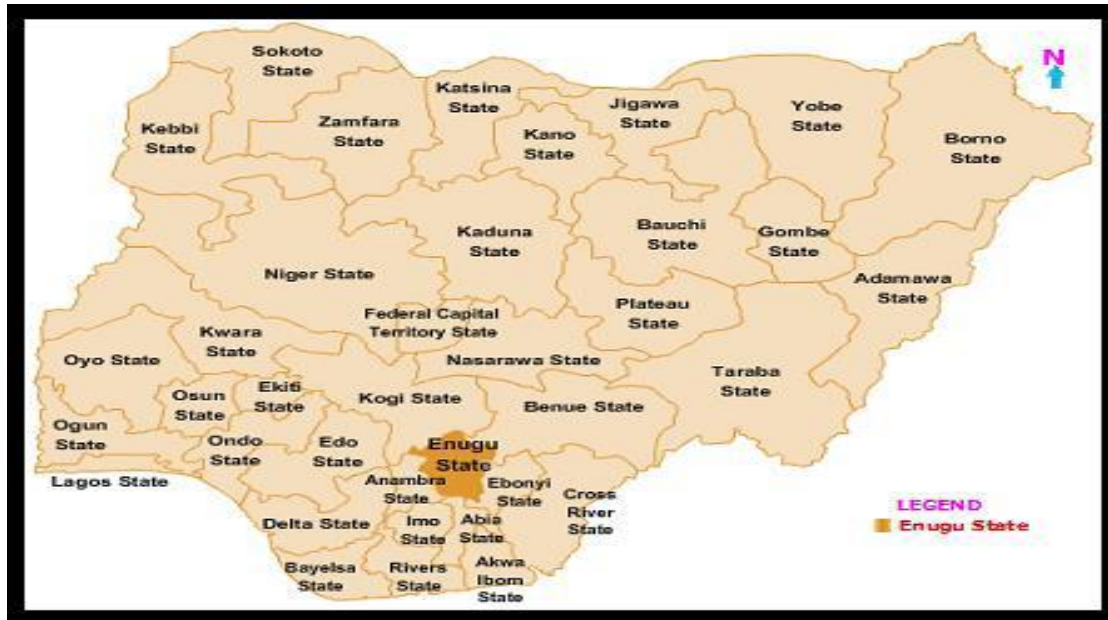 Sokoto
State
N
Katsina
State
Jigawa
State
Yobe
State
Kebbi
State
Zamfara
State
Kano
State
Borno
State
Kaduna
State
Bauchi
State
Gombe
State
Niger State
Adamawa
State
Federal Capital
Territory State
Plateau
State
Kwara
State
Oyo State
Nasarawa State
Taraba
State
Osun
State
Ekiti
State
Kogi State
Benue State
Ogun
State
Ondo
State
Edo
State
Enugu
State
Lagos State
Anambra
State
Ebonyi
State
Cross
River
State
LEGEND
Enugu State
Delta State
Imo
State
Abia
State
Bayelsa
State
Rivers
State
Akwa
Ibom
State